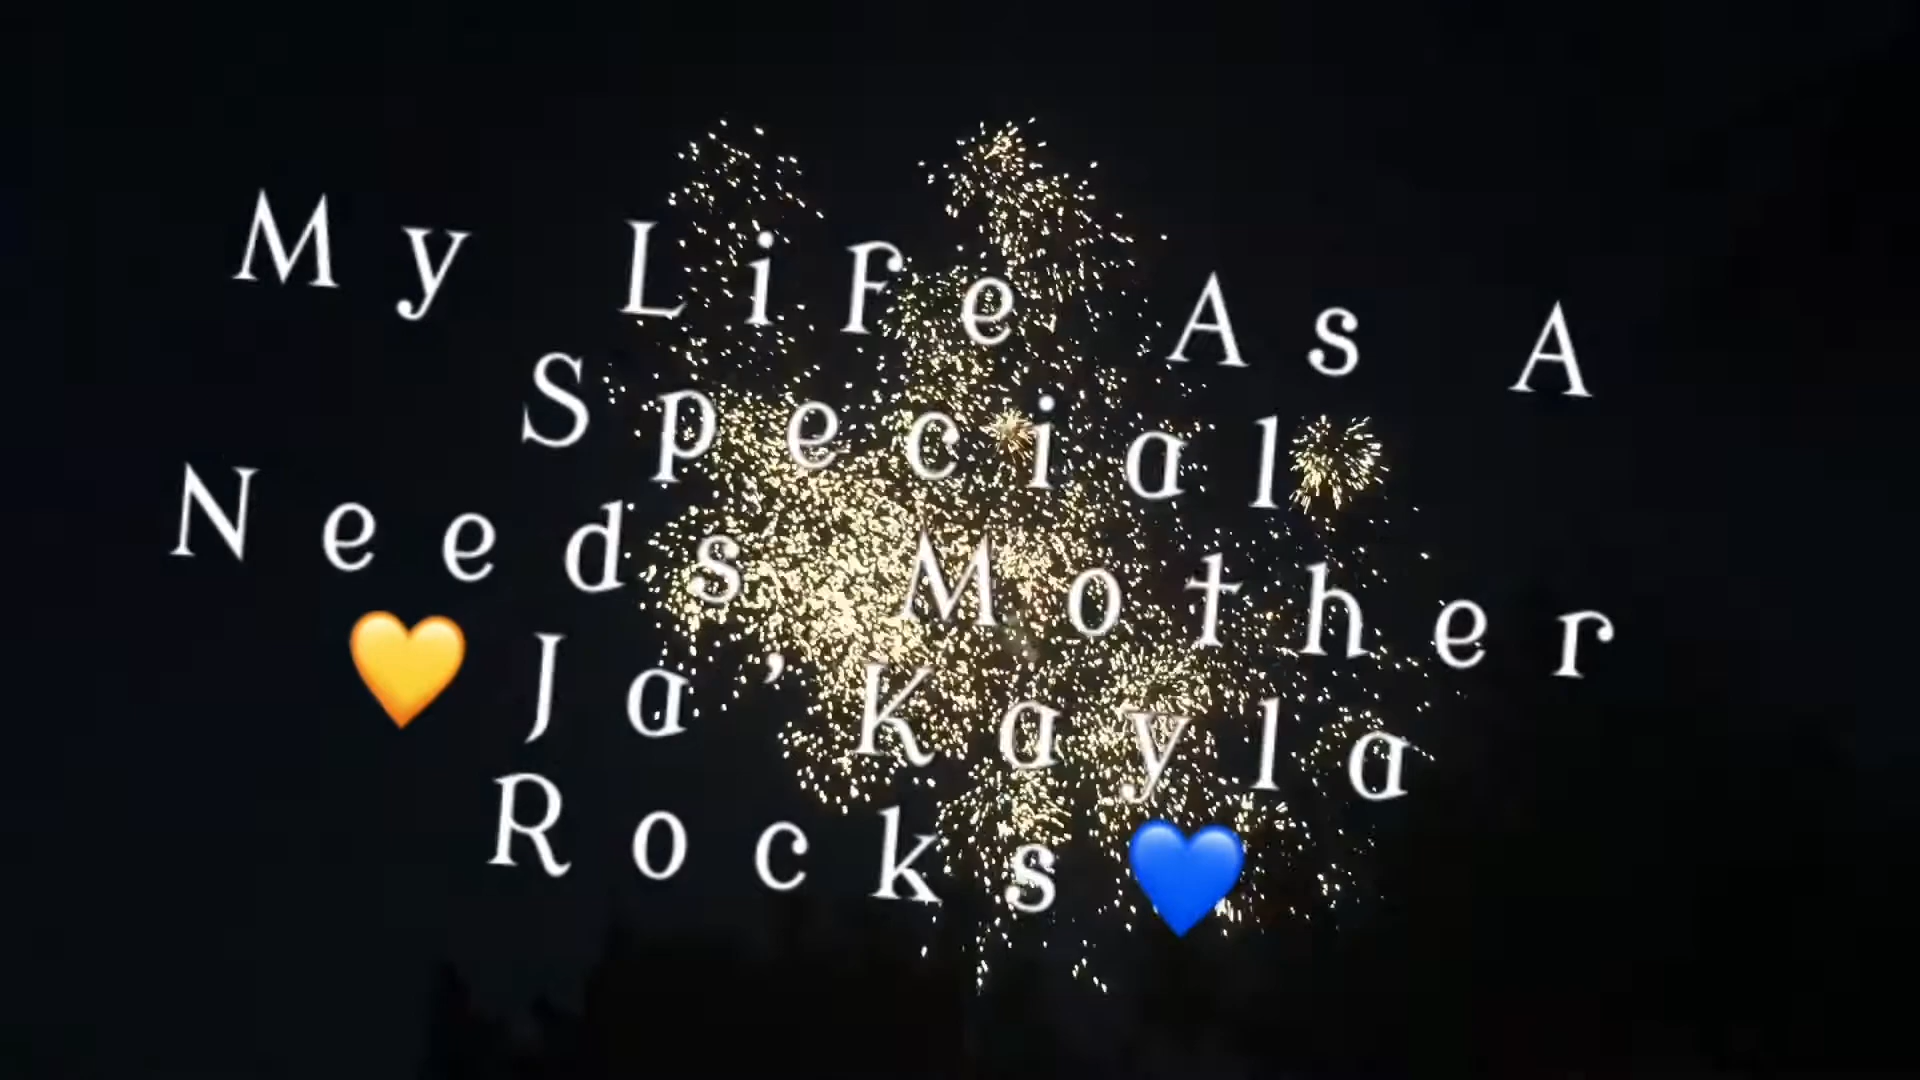 My Life As A
Special
Needs Mother
🧡Ja'Kayla
Rocks💙